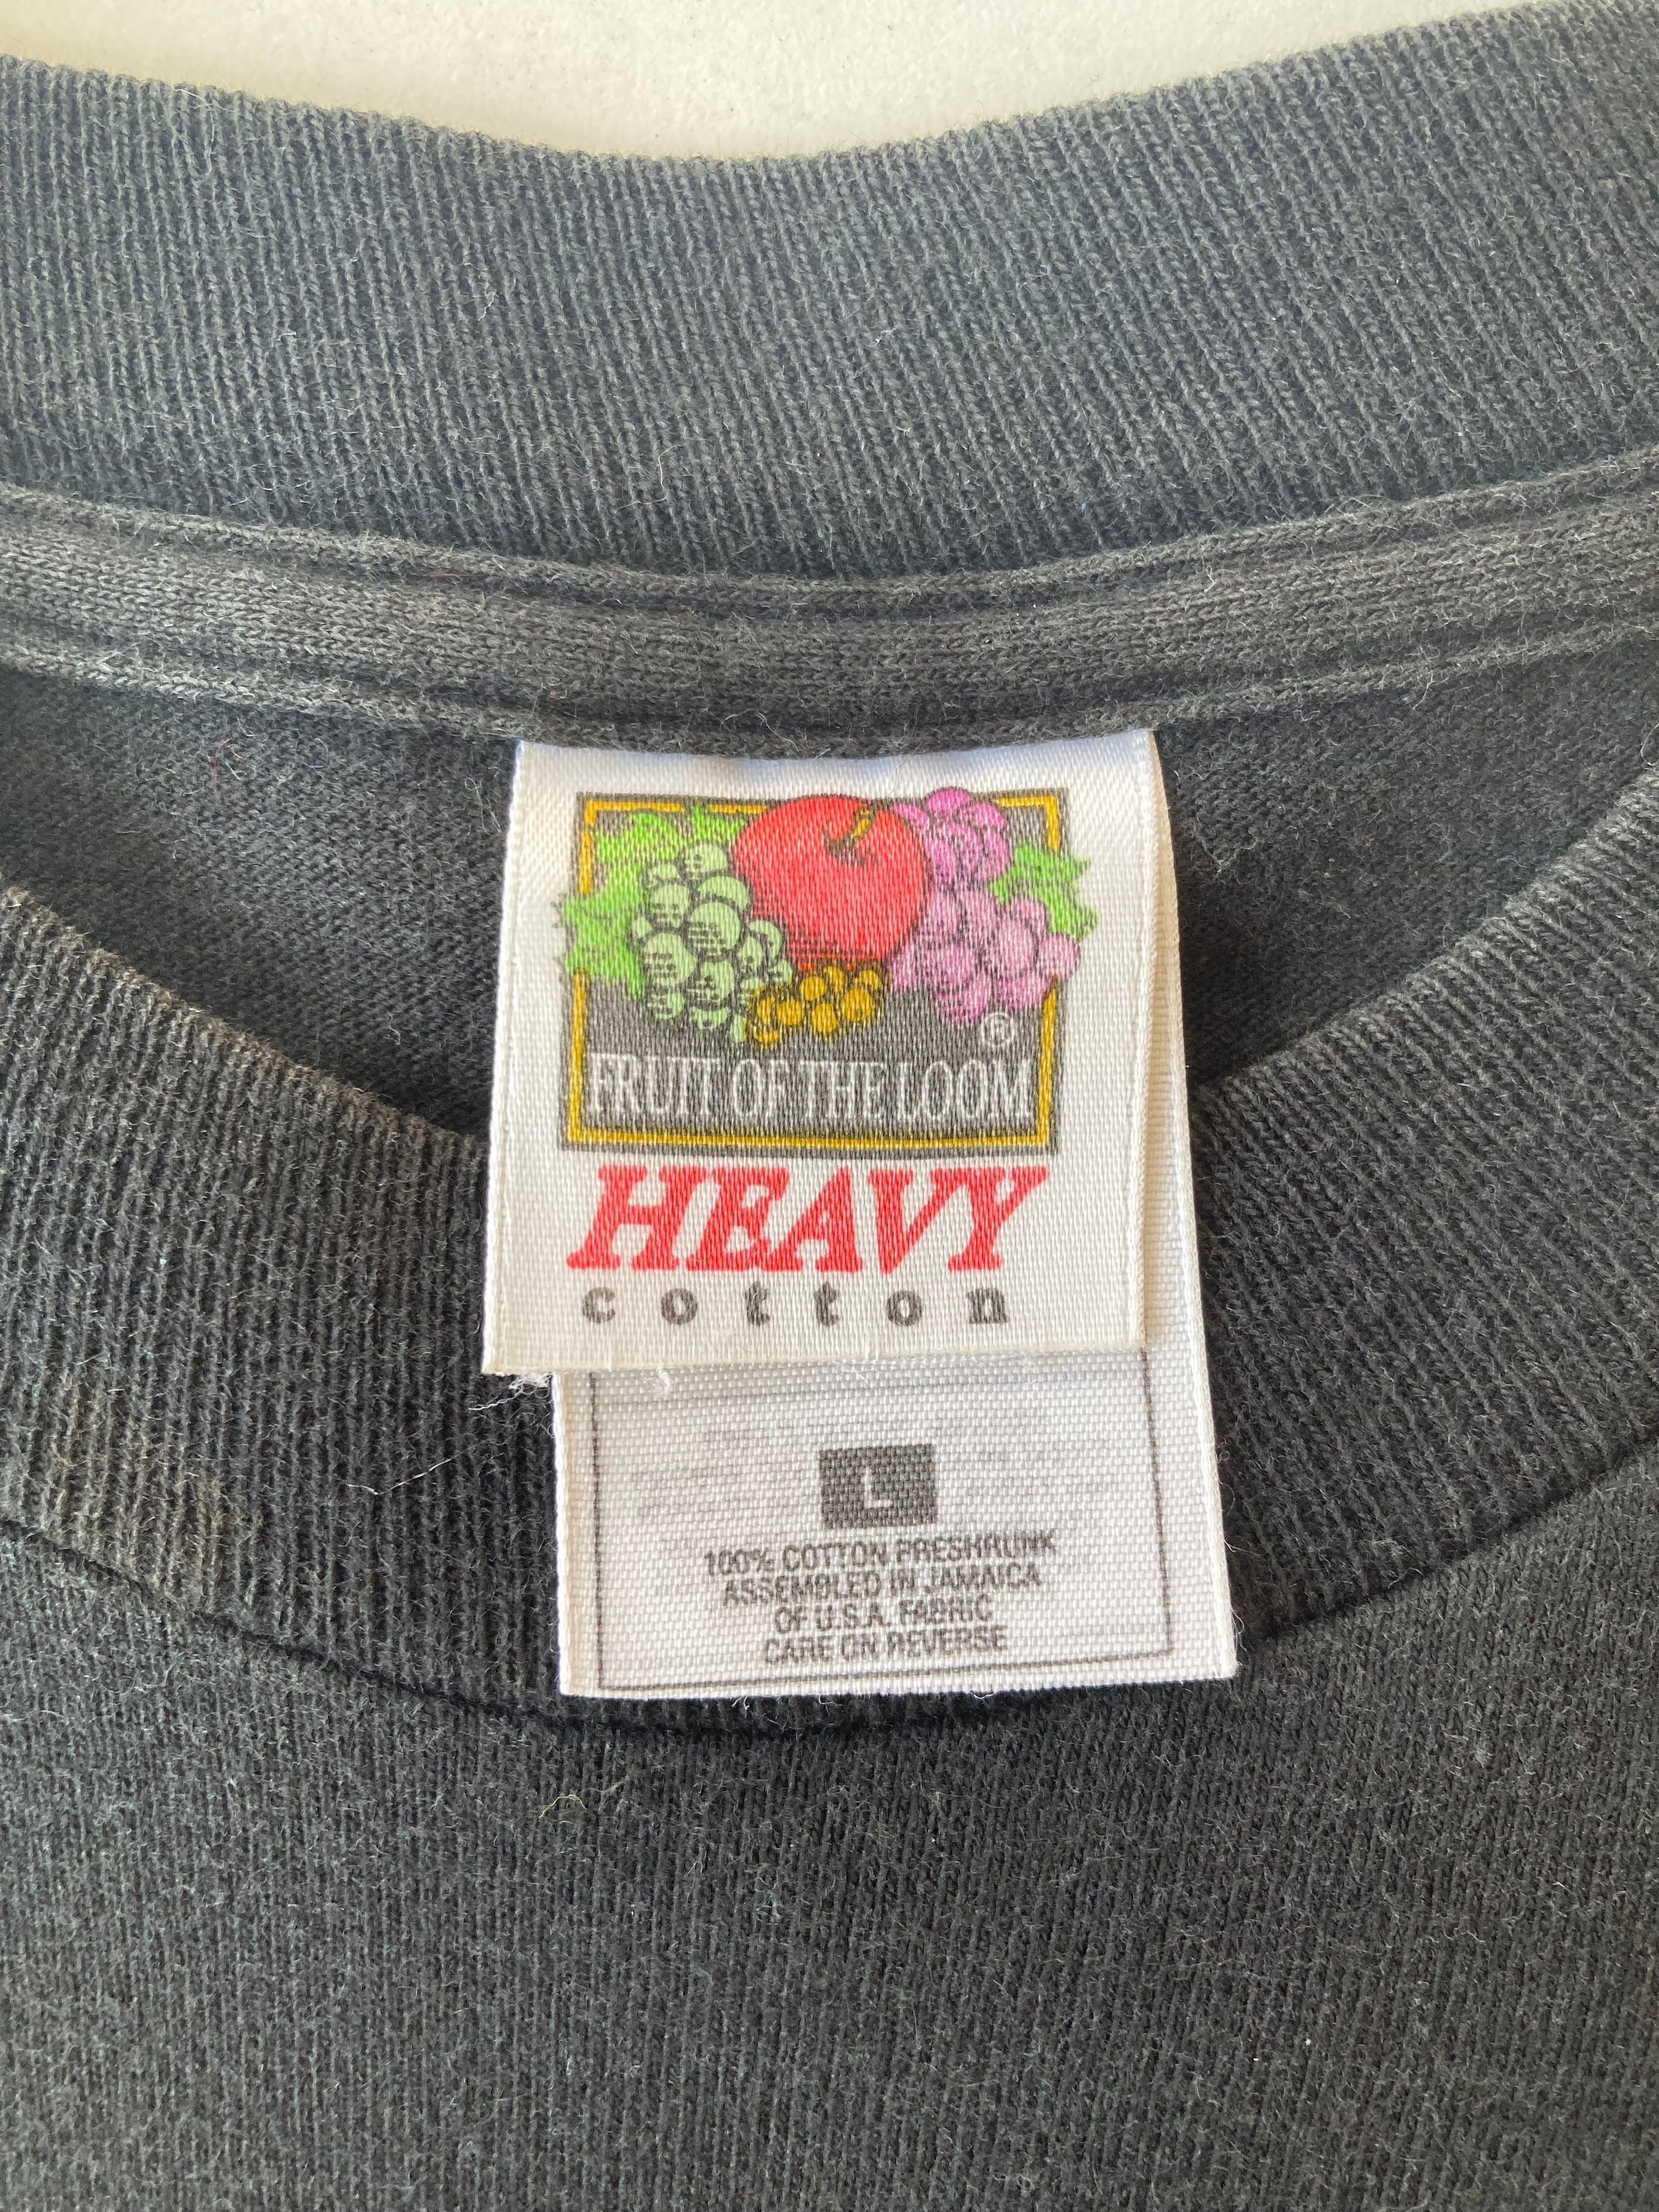 ®
FRUIT OF THE LOOM
HEAVY
cotton
L
100% COTTON PRESHRUNK
ASSEMBLED IN JAMAICA
OF U.S.A. FABRIC
CARE ON REVERSE